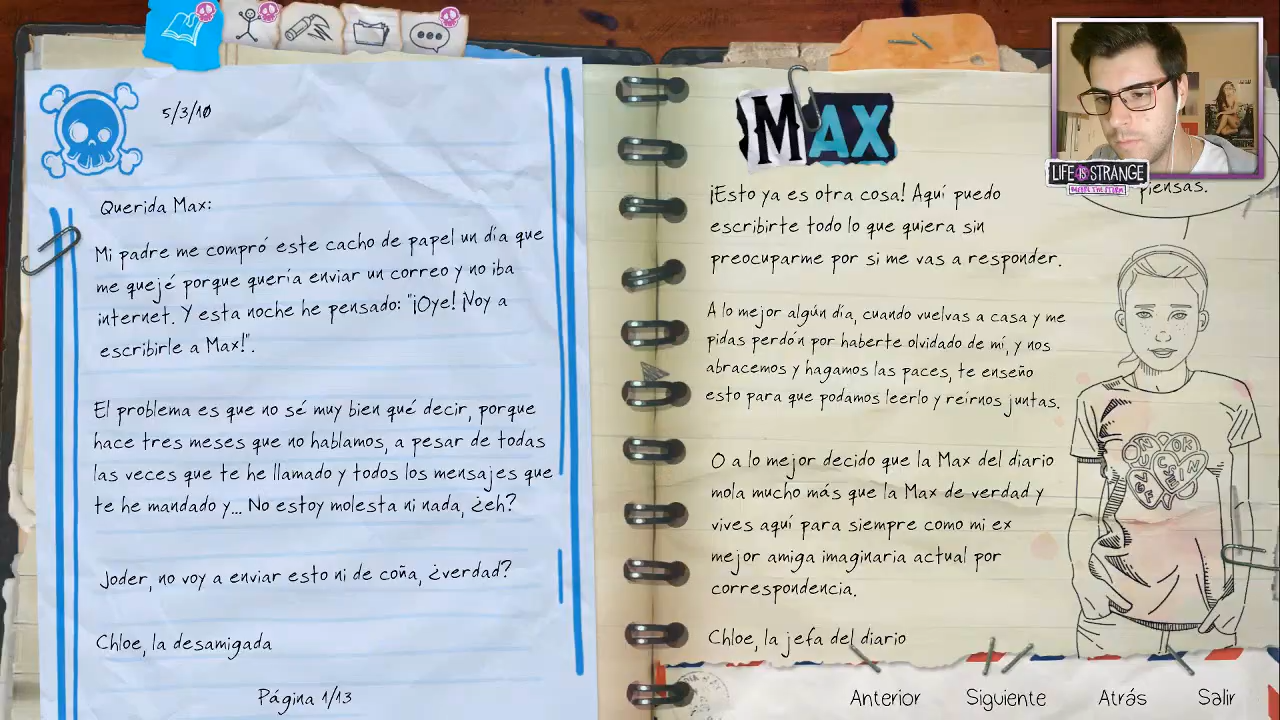 5/3/10
Querida Max:
Mi padre me compró este cacho de papel un día que
me quejé porque quería enviar un correo y no iba
internet. Y esta noche he pensado: "¡Oye! ¡Voy a
escribirle a Max!".
El problema es que no sé muy bien qué decir, porque
hace tres meses que no hablamos, a pesar de todas
las veces que te he llamado y todos los mensajes que
te he mandado y... No estoy molesta ni nada, ¿eh?
Joder, no voy a enviar esto ni de coña, ¿verdad?
Chloe, la desamigada
Página 1/13
MAX
¡Esto ya es otra cosa! Aquí puedo
escribirte todo lo que quiera sin
preocuparme por si me vas a responder.
A lo mejor algún día, cuando vuelvas a casa y me
pidas perdón por haberte olvidado de mí, y nos
abracemos y hagamos las paces, te enseño
esto para que podamos leerlo y reírnos juntas.
O a lo mejor decido que la Max del diario
mola mucho más que la Max de verdad y
vives aquí para siempre como mi ex
mejor amiga imaginaria actual por
correspondencia.
Chloe, la jefa del diario
LIFE IS STRANGE
BEFORE THE STORM
piensas.
Anterior Siguiente Atrás Salir